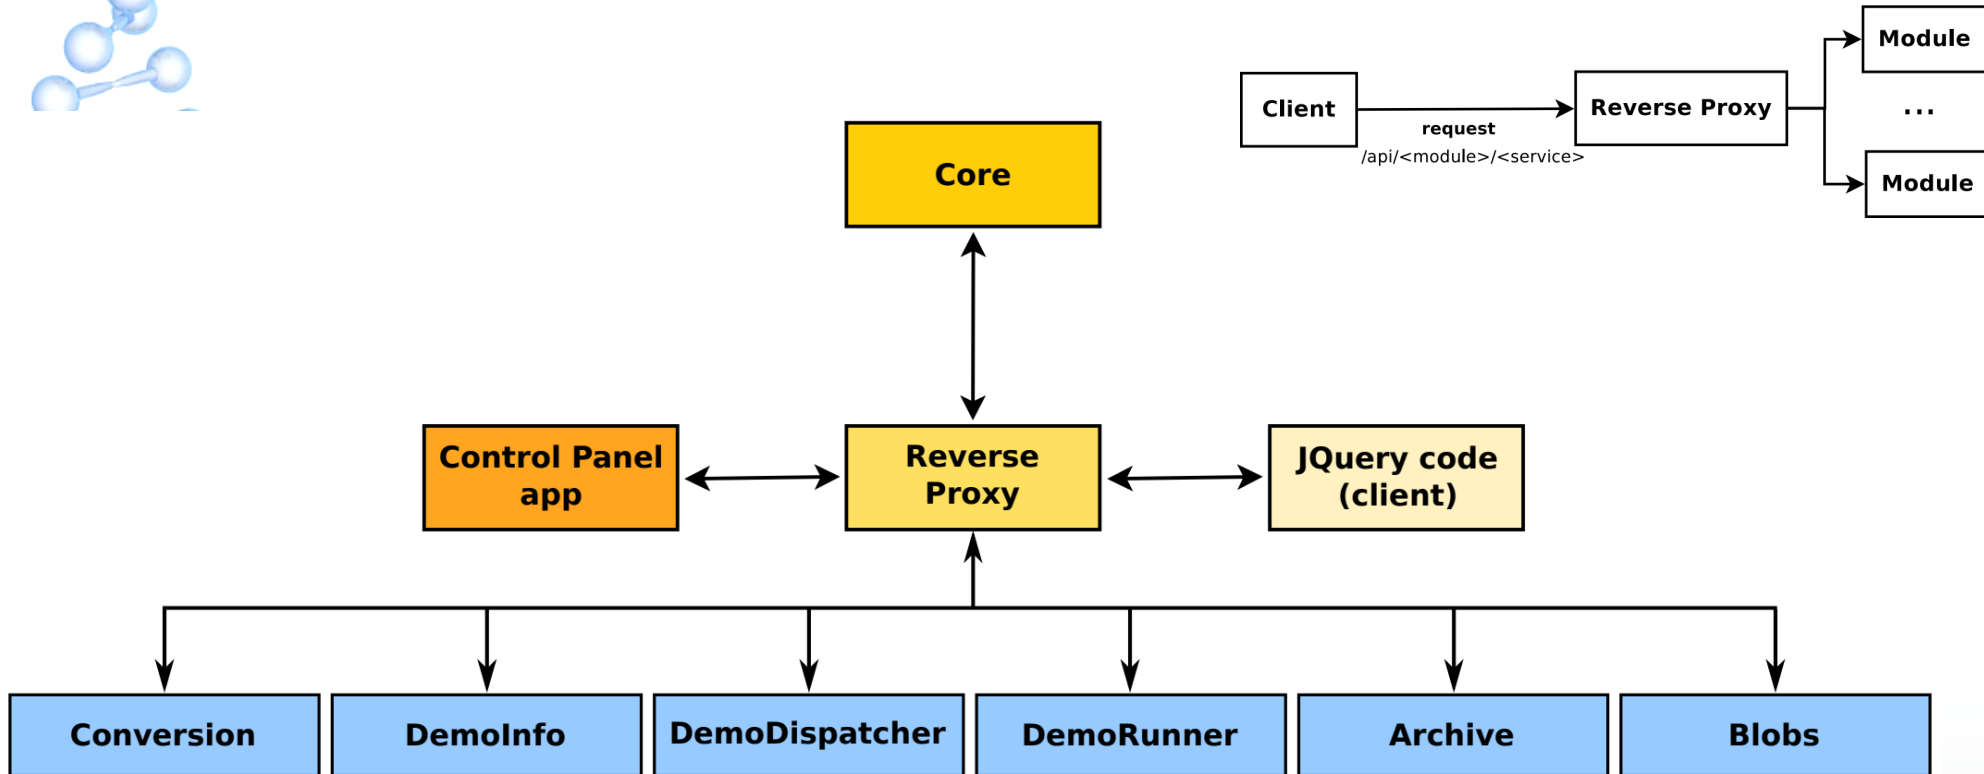 Module
Client
Reverse Proxy
...
request
/api/<module>/<service>
Module
Core
Control Panel
app
Reverse
Proxy
JQuery code
(client)
Conversion
DemoInfo
DemoDispatcher
DemoRunner
Archive
Blobs